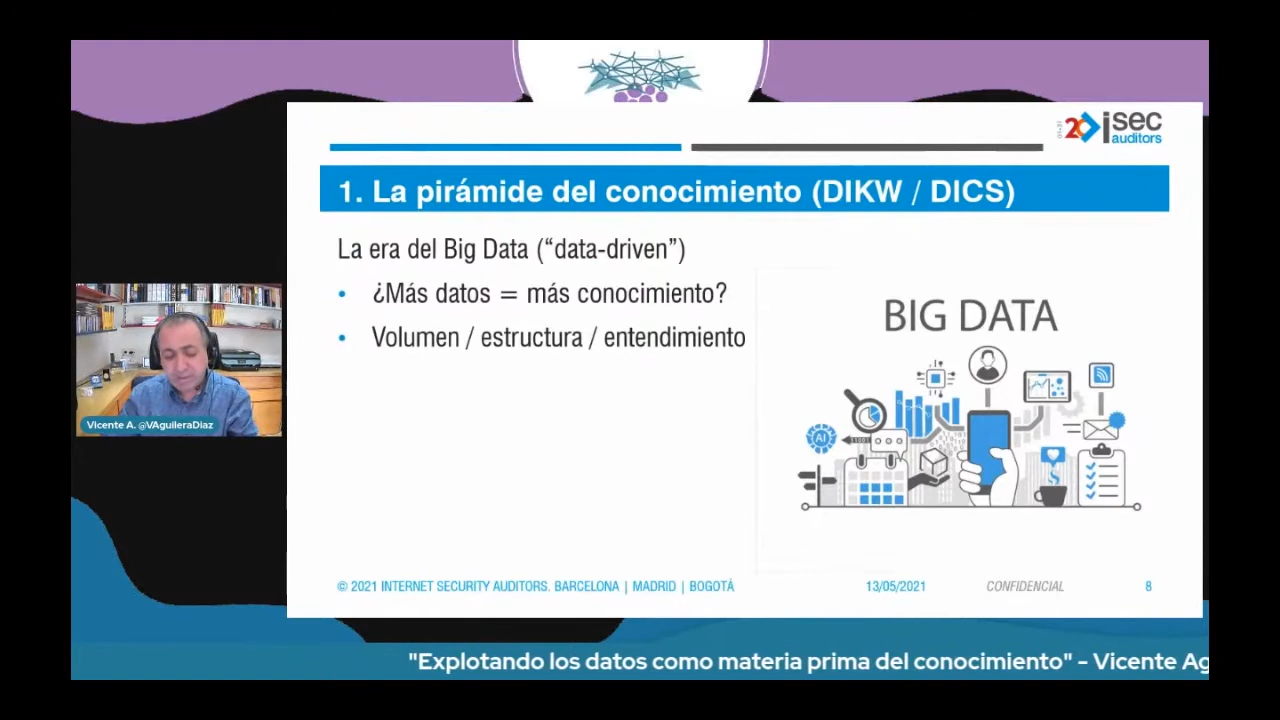 20
isec
auditors
1. La pirámide del conocimiento (DIKW / DICS)
La era del Big Data (“data-driven”)
• ¿Más datos = más conocimiento?
• Volumen / estructura / entendimiento
BIG DATA
AI
Vicente A. @VAguileraDiaz
© 2021 INTERNET SECURITY AUDITORS. BARCELONA | MADRID | BOGOTÁ
13/05/2021
CONFIDENCIAL
8
"Explotando los datos como materia prima del conocimiento" - Vicente Ag